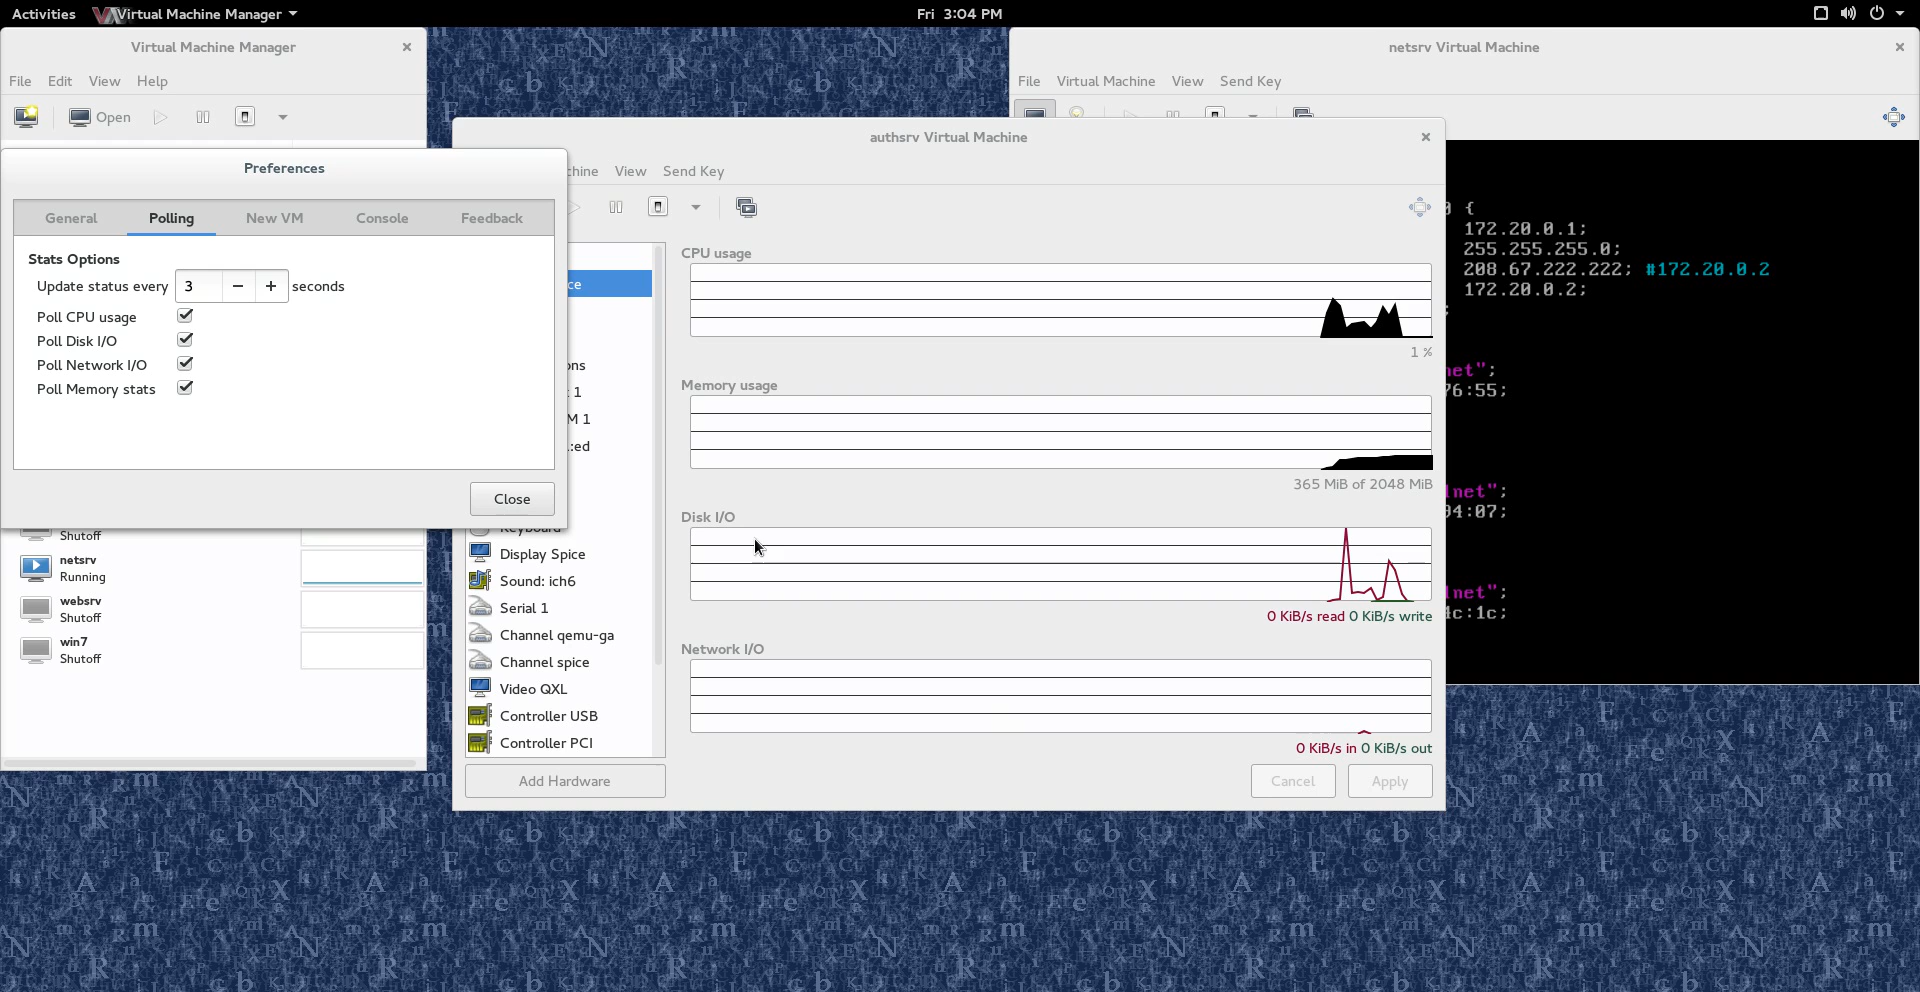 Activities Virtual Machine Manager Fri 3:04 PM
Virtual Machine Manager
File Edit View Help
Open
Preferences
General Polling New VM Console Feedback
Stats Options
Update status every 3 seconds
Poll CPU usage
Poll Disk I/O
Poll Network I/O
Poll Memory stats
Close
Shutoff
netsrv
Running
websrv
Shutoff
win7
Shutoff
authsrv Virtual Machine
chine View Send Key
ce
ons
1
M 1
:ed
Keyboard
Display Spice
Sound: ich6
Serial 1
Channel qemu-ga
Channel spice
Video QXL
Controller USB
Controller PCI
Add Hardware
CPU usage
1 %
Memory usage
365 MiB of 2048 MiB
Disk I/O
0 KiB/s read 0 KiB/s write
Network I/O
0 KiB/s in 0 KiB/s out
Cancel Apply
netsrv Virtual Machine
File Virtual Machine View Send Key
{
172.20.0.1;
255.255.255.0;
208.67.222.222; #172.20.0.2
172.20.0.2;
;
net";
76:55;
net";
04:07;
net";
4c:1c;